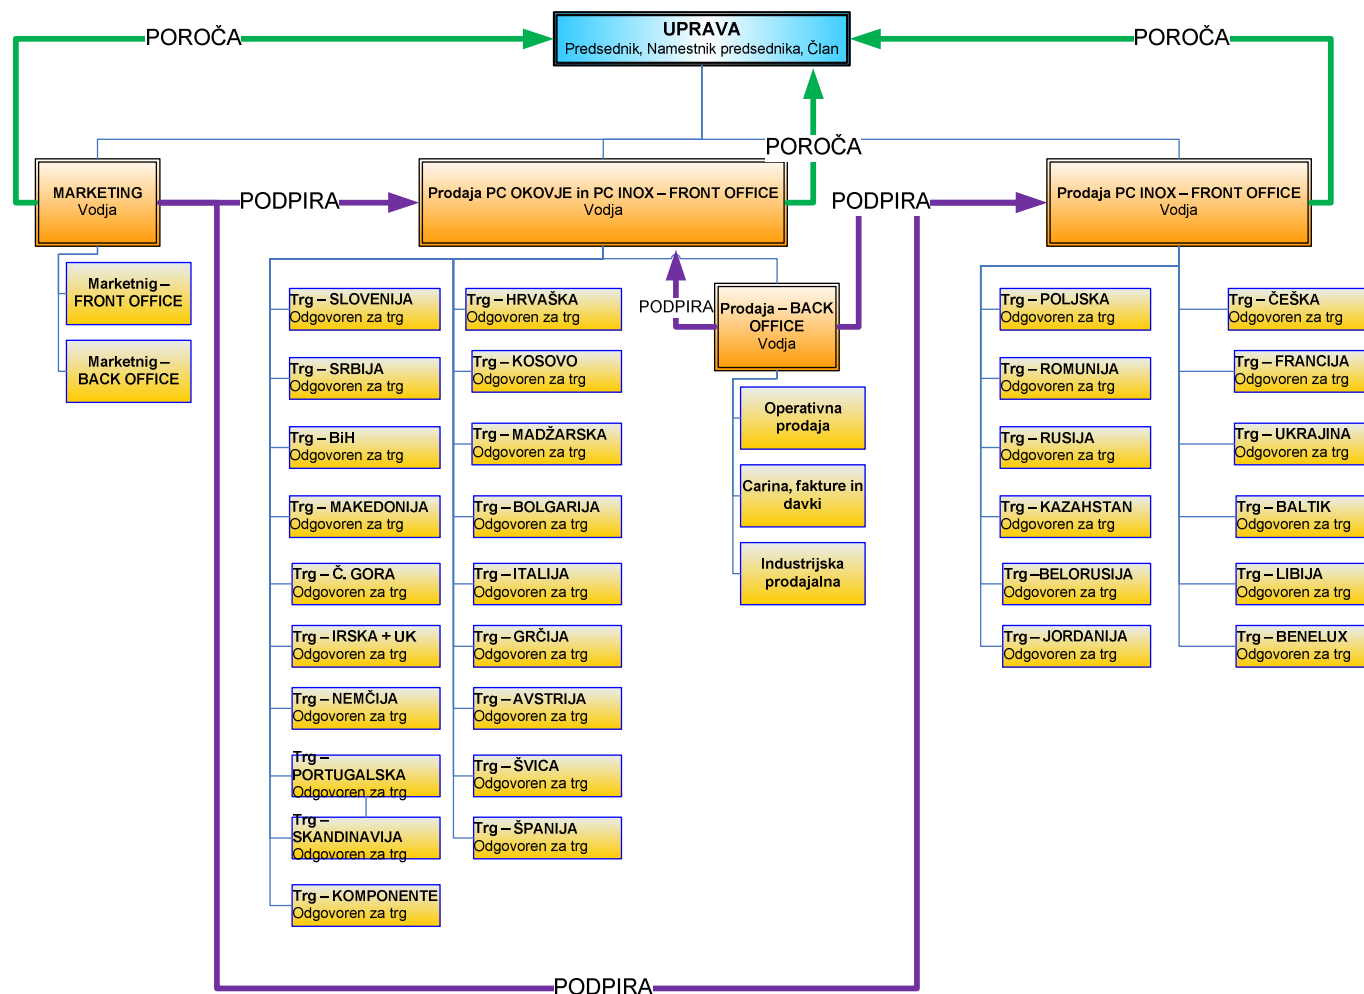 UPRAVA
Predsednik, Namestnik predsednika, Član
POROČA
POROČA
POROČA
MARKETING
Vodja
PODPIRA
Prodaja PC OKOVJE in PC INOX – FRONT OFFICE
Vodja
PODPIRA
Prodaja PC INOX – FRONT OFFICE
Vodja
Marketnig –
FRONT OFFICE
Marketnig –
BACK OFFICE
Trg – SLOVENIJA
Odgovoren za trg
Trg – SRBIJA
Odgovoren za trg
Trg – BiH
Odgovoren za trg
Trg – MAKEDONIJA
Odgovoren za trg
Trg – Č. GORA
Odgovoren za trg
Trg – IRSKA + UK
Odgovoren za trg
Trg – NEMČIJA
Odgovoren za trg
Trg –
PORTUGALSKA
Odgovoren za trg
Trg –
SKANDINAVIJA
Odgovoren za trg
Trg – KOMPONENTE
Odgovoren za trg
Trg – HRVAŠKA
Odgovoren za trg
Trg – KOSOVO
Odgovoren za trg
Trg – MADŽARSKA
Odgovoren za trg
Trg – BOLGARIJA
Odgovoren za trg
Trg – ITALIJA
Odgovoren za trg
Trg – GRČIJA
Odgovoren za trg
Trg – AVSTRIJA
Odgovoren za trg
Trg – ŠVICA
Odgovoren za trg
Trg – ŠPANIJA
Odgovoren za trg
PODPIRA
Prodaja – BACK
OFFICE
Vodja
Operativna
prodaja
Carina, fakture in
davki
Industrijska
prodajalna
Trg – POLJSKA
Odgovoren za trg
Trg – ROMUNIJA
Odgovoren za trg
Trg – RUSIJA
Odgovoren za trg
Trg – KAZAHSTAN
Odgovoren za trg
Trg –BELORUSIJA
Odgovoren za trg
Trg – JORDANIJA
Odgovoren za trg
Trg – ČEŠKA
Odgovoren za trg
Trg – FRANCIJA
Odgovoren za trg
Trg – UKRAJINA
Odgovoren za trg
Trg – BALTIK
Odgovoren za trg
Trg – LIBIJA
Odgovoren za trg
Trg – BENELUX
Odgovoren za trg
PODPIRA